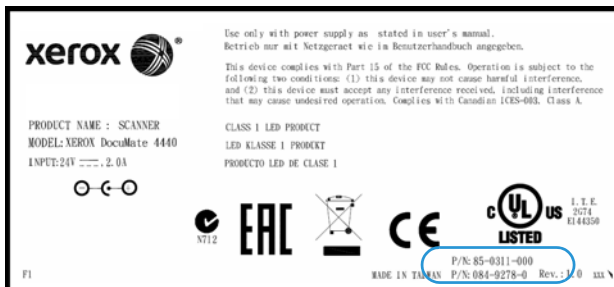 xerox
Use only with power supply as stated in user's manual.
Betrieb nur mit Netzgeraet wie im Benutzerhandbuch angegeben.
This device complies with Part 15 of the FCC Rules. Operation is subject to the
following two conditions: (1) this device may not cause harmful interference,
and (2) this device must accept any interference received, including interference
that may cause undesired operation. Complies with Canadian ICES-003. Class A.
PRODUCT NAME : SCANNER
MODEL: XEROX DocuMate 4440
INPUT:24V , 2.0A
CLASS 1 LED PRODUCT
LED KLASSE 1 PRODUKT
PRODUCTO LED DE CLASE 1
N712
EAC
CE
C UL US
LISTED
I.T.E.
2G74
E144350
P/N: 85-0311-000
F1
MADE IN TAIWAN P/N: 084-9278-0 Rev.: 1.0 XXX